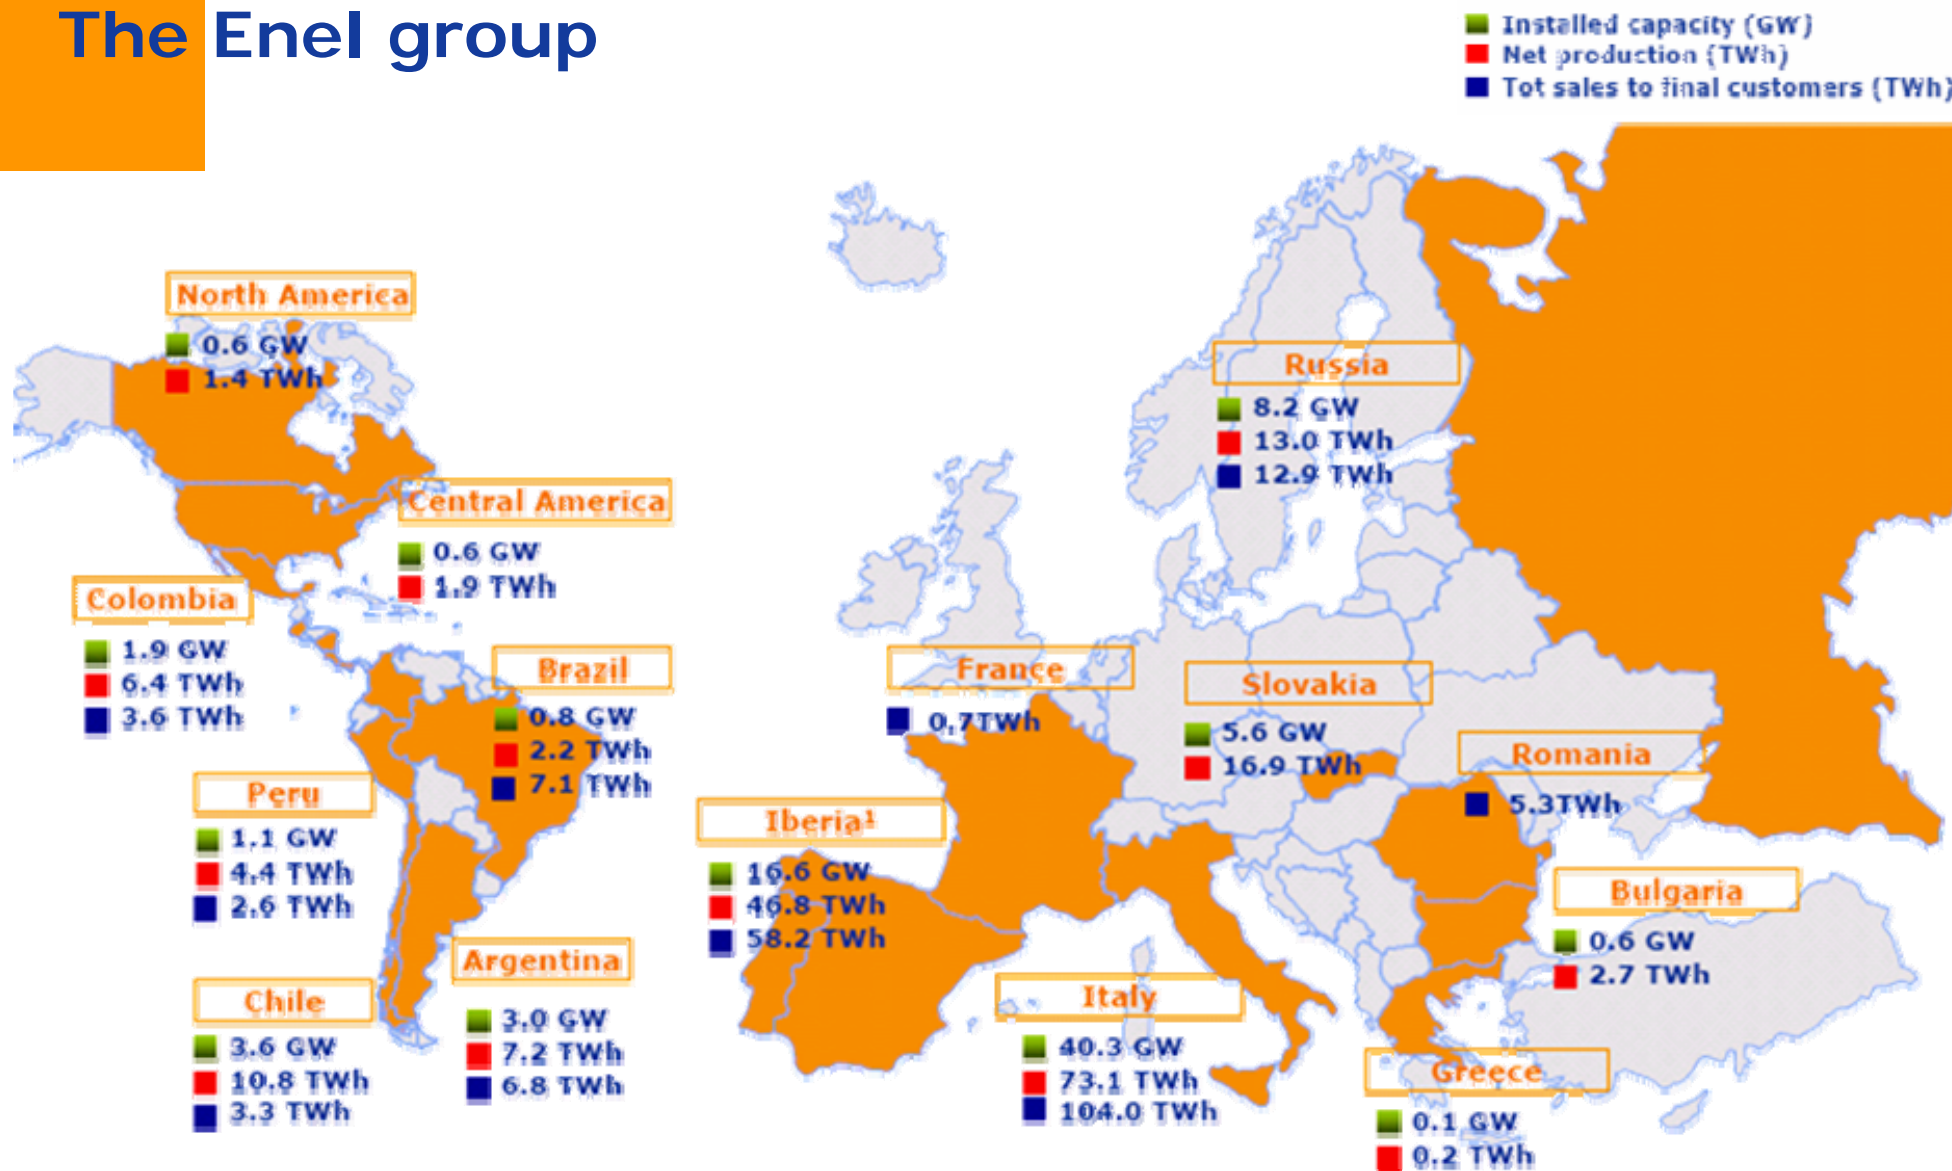 The Enel group
Installed capacity (GW)
Net production (TWh)
Tot sales to final customers (TWh)
North America
0.6 GW
1.4 TWh
Central America
0.6 GW
1.9 TWh
Colombia
1.9 GW
6.4 TWh
3.6 TWh
Brazil
0.8 GW
2.2 TWh
7.1 TWh
Peru
1.1 GW
4.4 TWh
2.6 TWh
Argentina
3.0 GW
7.2 TWh
6.8 TWh
Chile
3.6 GW
10.8 TWh
3.3 TWh
Russia
8.2 GW
13.0 TWh
12.9 TWh
France
0.7TWh
Slovakia
5.6 GW
16.9 TWh
Romania
5.3TWh
Iberia¹
16.6 GW
46.8 TWh
58.2 TWh
Bulgaria
0.6 GW
2.7 TWh
Italy
40.3 GW
73.1 TWh
104.0 TWh
Greece
0.1 GW
0.2 TWh